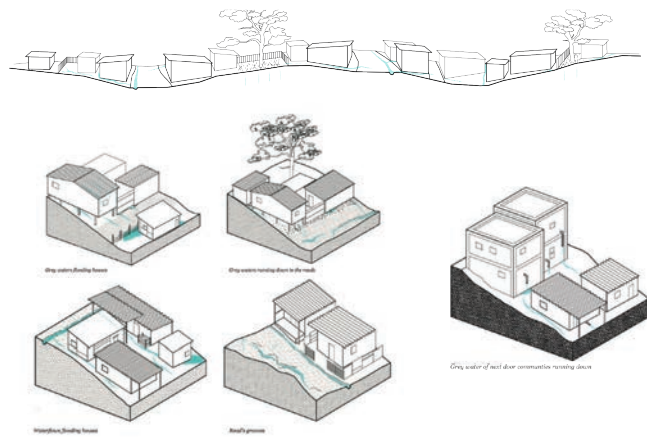 Grey waters flooding houses
Grey waters running down to the roads
Grey water of next door communities running down
Waterflows flooding houses
Road's grooves